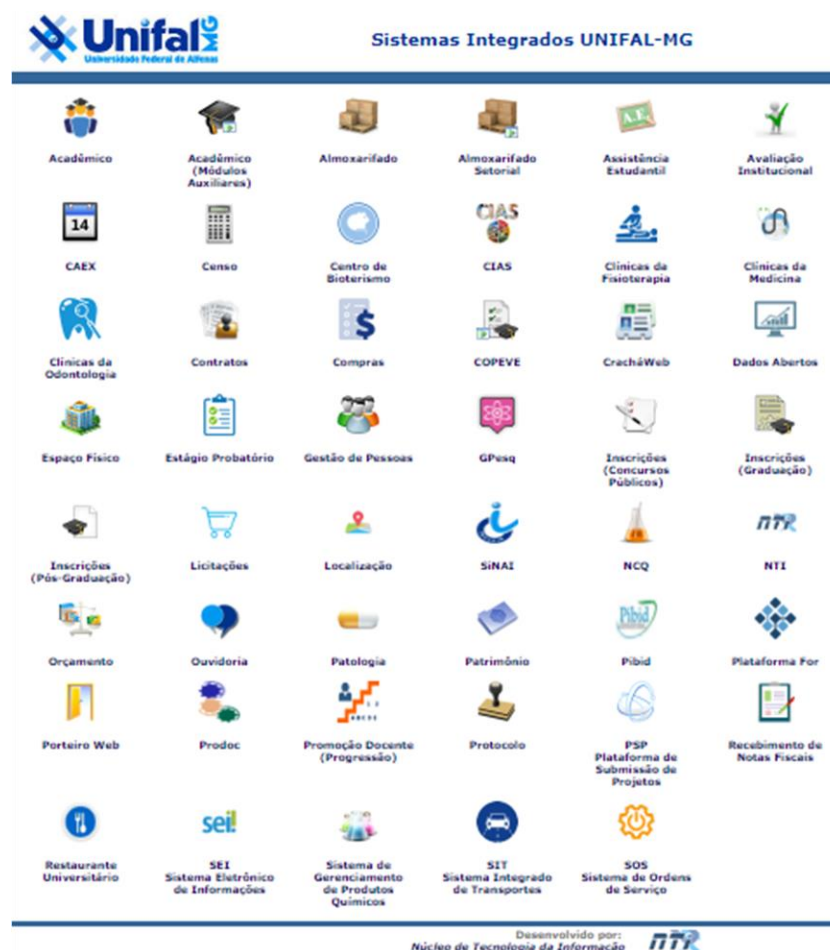 Unifal MG
Universidade Federal de Alfenas
Sistemas Integrados UNIFAL-MG
A.E.
Acadêmico
Acadêmico
(Módulos
Auxiliares)
Almoxarifado
Almoxarifado
Setorial
Assistência
Estudantil
Avaliação
Institucional
14
CIAS
CAEX
Censo
Centro de
Bioterismo
CIAS
Clínicas da
Fisioterapia
Clínicas da
Medicina
$
Clínicas da
Odontologia
Contratos
Compras
COPEVE
CracháWeb
Dados Abertos
Espaço Físico
Estágio Probatório
Gestão de Pessoas
GPesq
Inscrições
(Concursos
Públicos)
Inscrições
(Graduação)
Inscrições
(Pós-Graduação)
Licitações
Localização
SiNAI
NCQ
NTI
Pibid
Orçamento
Ouvidoria
Patologia
Patrimônio
Pibid
Plataforma For
Porteiro Web
Prodoc
Promoção Docente
(Progressão)
Protocolo
PSP
Plataforma de
Submissão de
Projetos
Recebimento de
Notas Fiscais
sei!
Restaurante
Universitário
SEI
Sistema Eletrônico
de Informações
Sistema de
Gerenciamento
de Produtos
Químicos
SIT
Sistema Integrado
de Transportes
SOS
Sistema de Ordens
de Serviço
Desenvolvido por:
Núcleo de Tecnologia da Informação